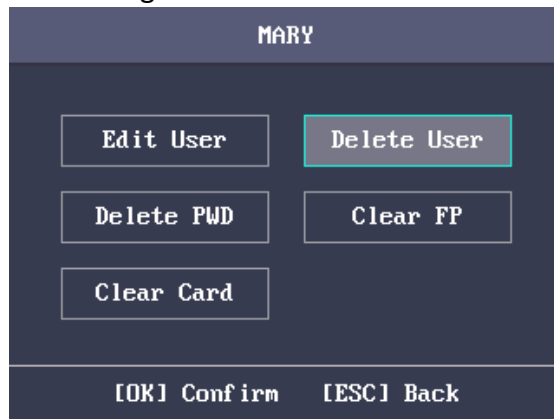 MARY
Edit User
Delete User
Delete PWD
Clear FP
Clear Card
[OK] Confirm [ESC] Back